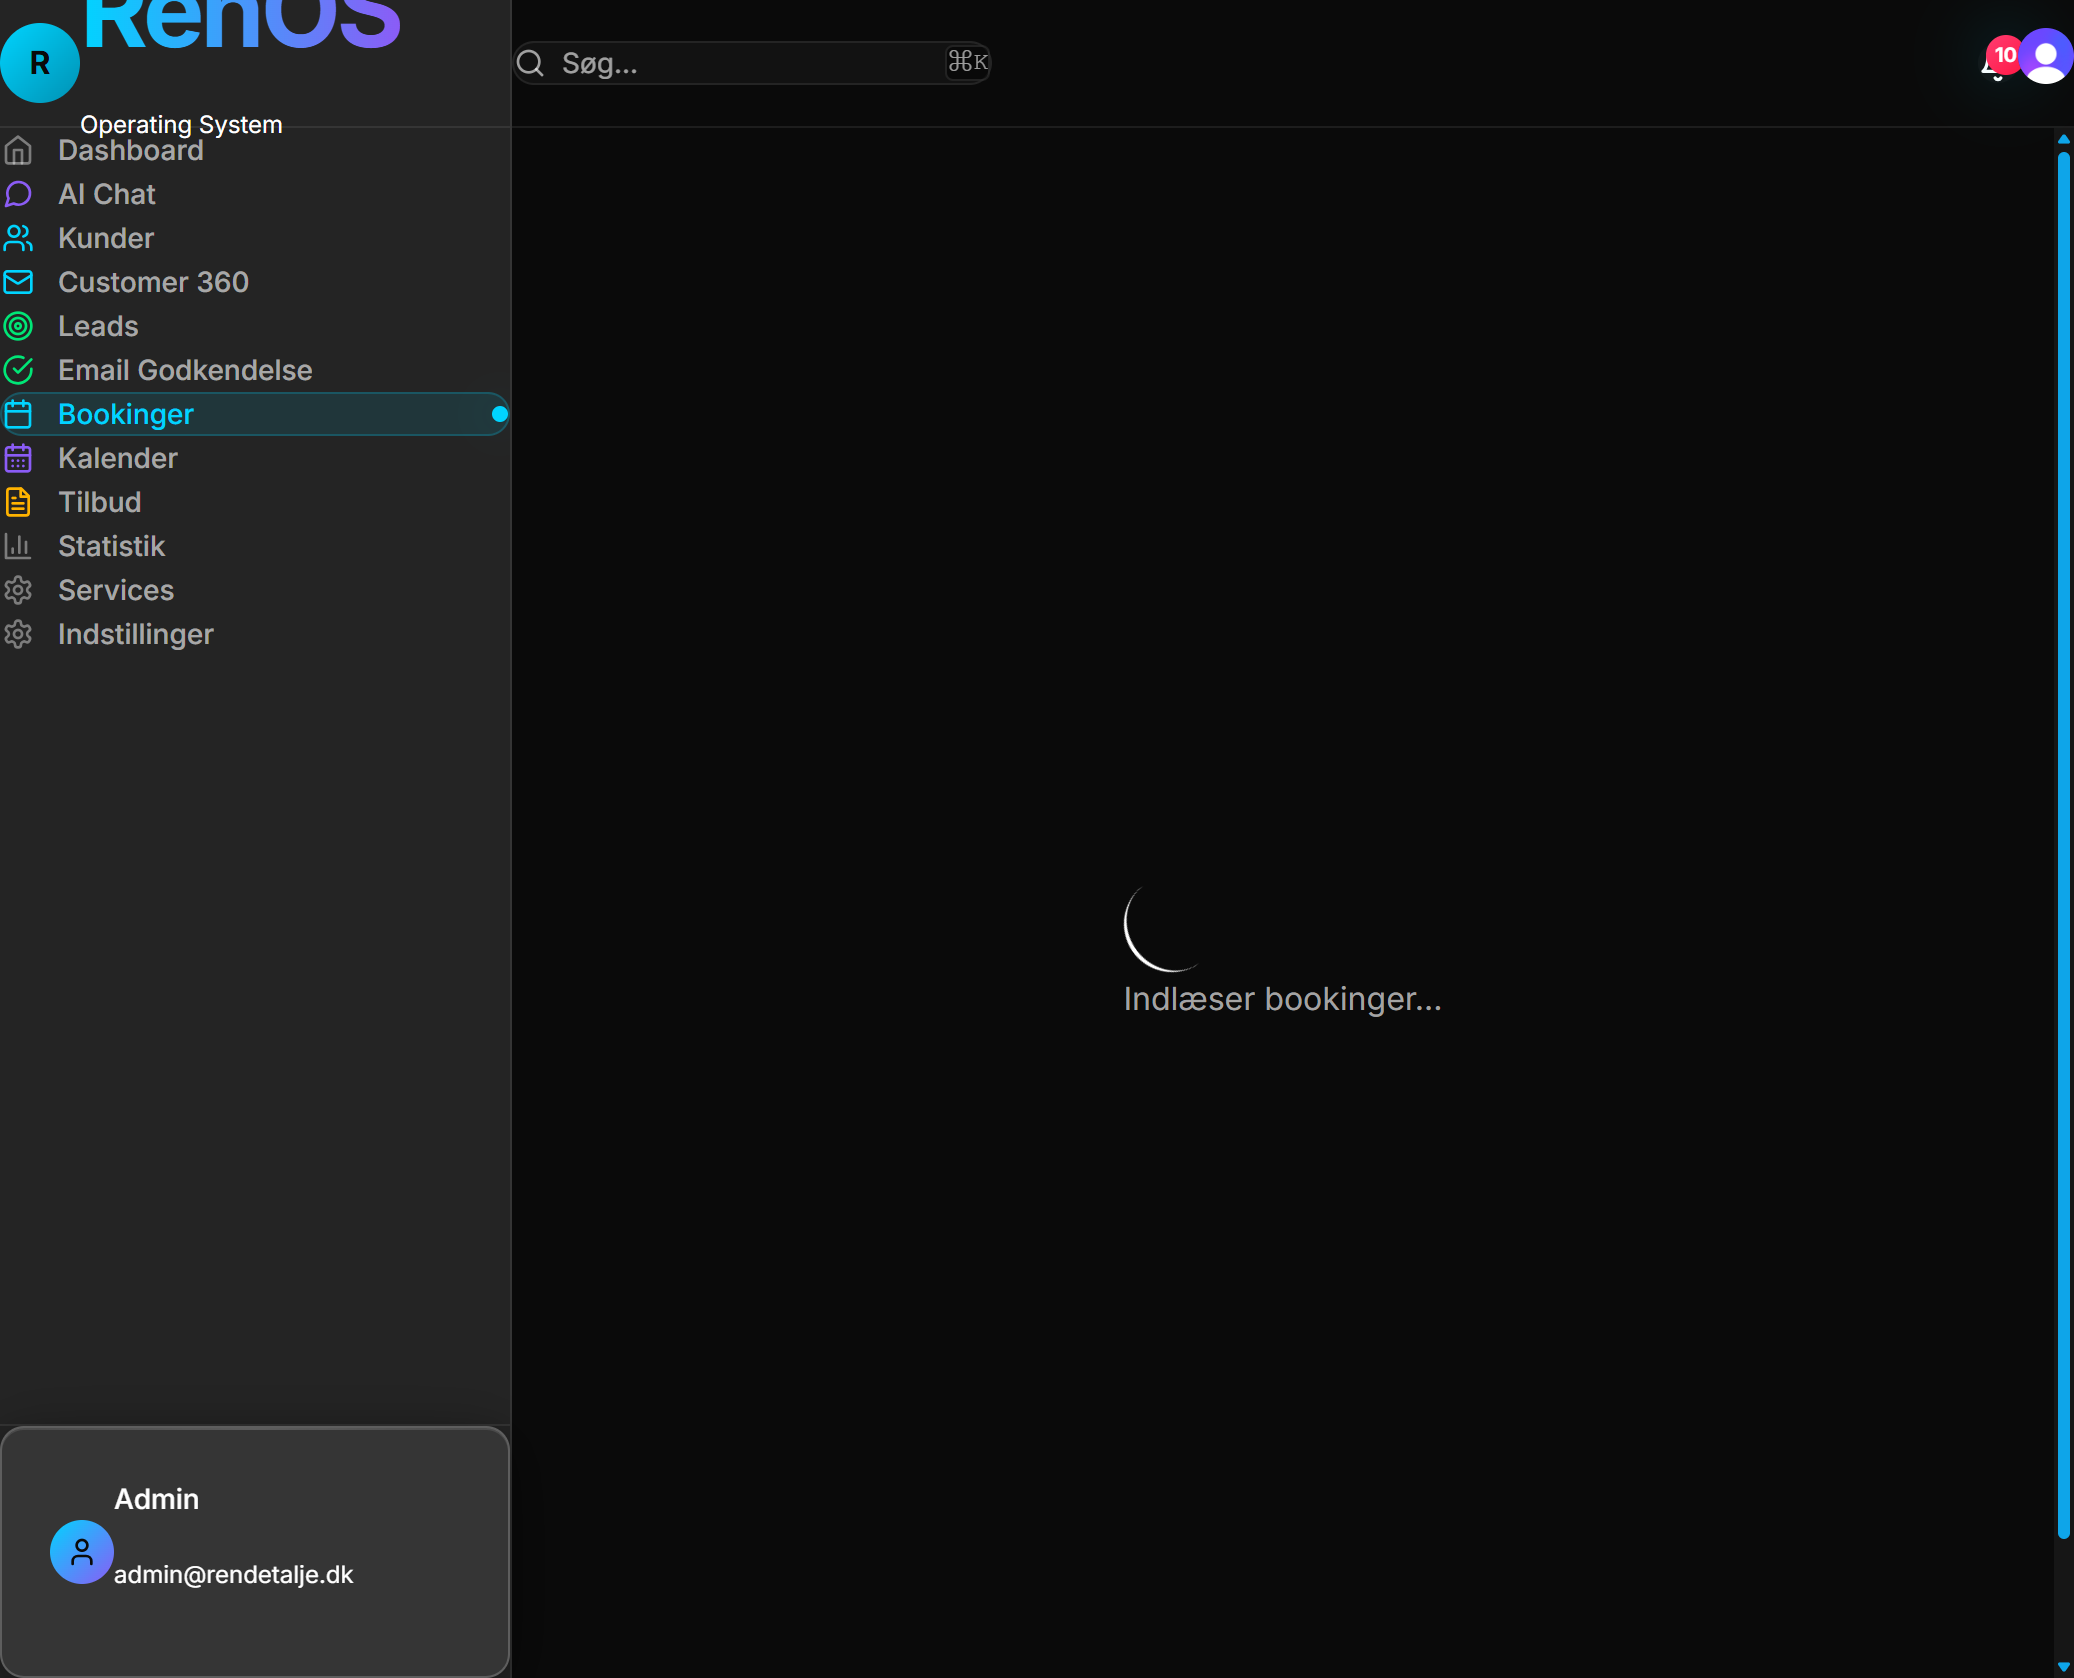 RenOS
R
Operating System
Søg...
⌘K
10
Dashboard
AI Chat
Kunder
Customer 360
Leads
Email Godkendelse
Bookinger
Kalender
Tilbud
Statistik
Services
Indstillinger
Indlæser bookinger...
Admin
admin@rendetalje.dk